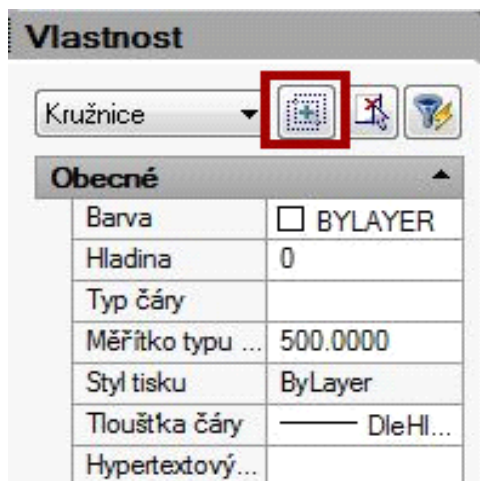 Vlastnost
Kružnice
Obecné
Barva BYLAYER
Hladina 0
Typ čáry
Měřítko typu ... 500.0000
Styl tisku ByLayer
Tloušťka čáry DleHl...
Hypertextový...